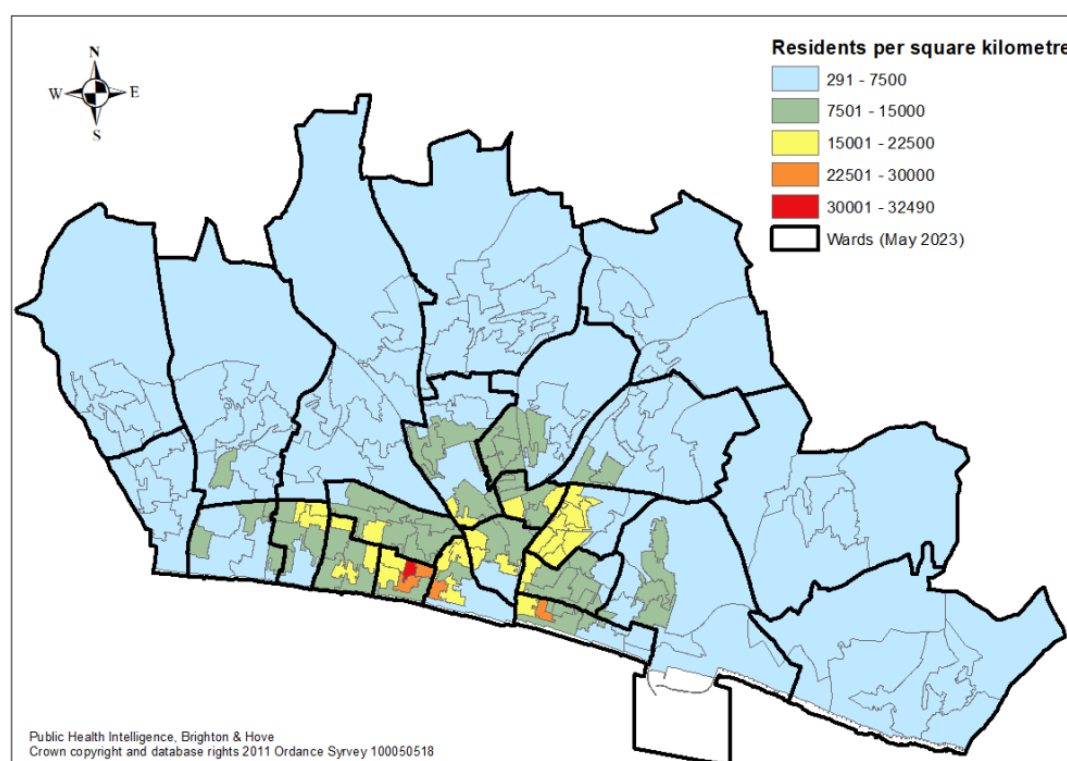 N
W E
S
Residents per square kilometre
291 - 7500
7501 - 15000
15001 - 22500
22501 - 30000
30001 - 32490
Wards (May 2023)
Public Health Intelligence, Brighton & Hove
Crown copyright and database rights 2011 Ordance Syrvey 100050518